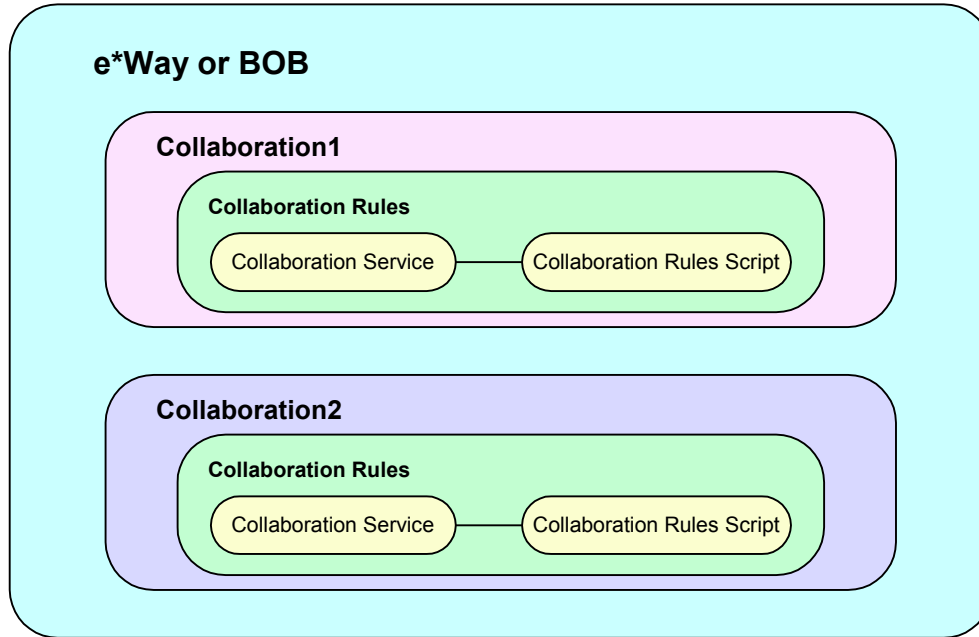 e*Way or BOB
Collaboration1
Collaboration Rules
Collaboration Service
Collaboration Rules Script
Collaboration2
Collaboration Rules
Collaboration Service
Collaboration Rules Script